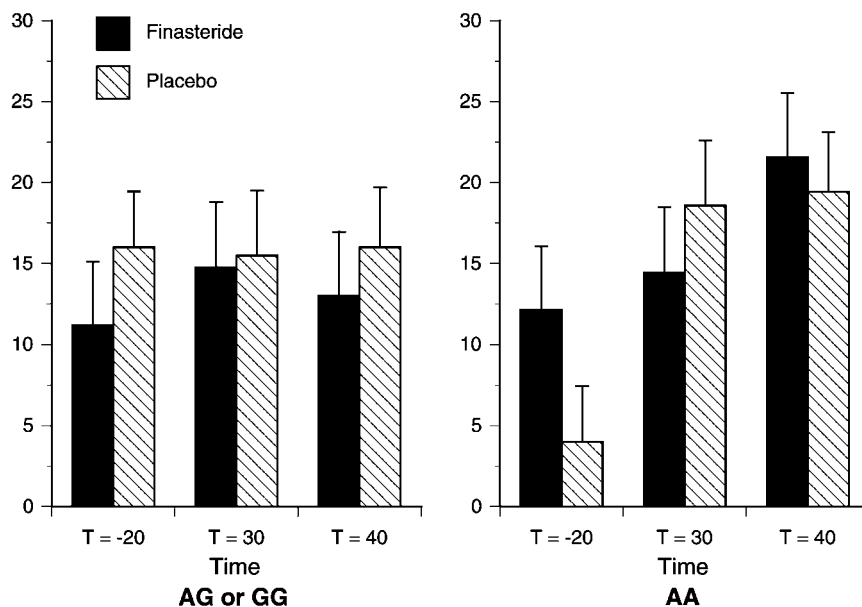 30
25
20
15
10
5
0
Finasteride
Placebo
T = -20
T = 30
T = 40
Time
AG or GG
30
25
20
15
10
5
0
T = -20
T = 30
T = 40
Time
AA